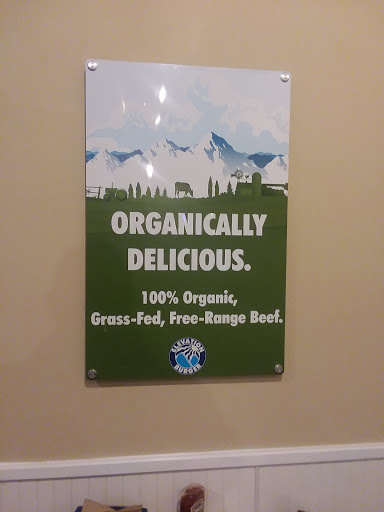 ORGANICALLY
DELICIOUS.
100% Organic,
Grass-Fed, Free-Range Beef.
ELEVATION
BURGER